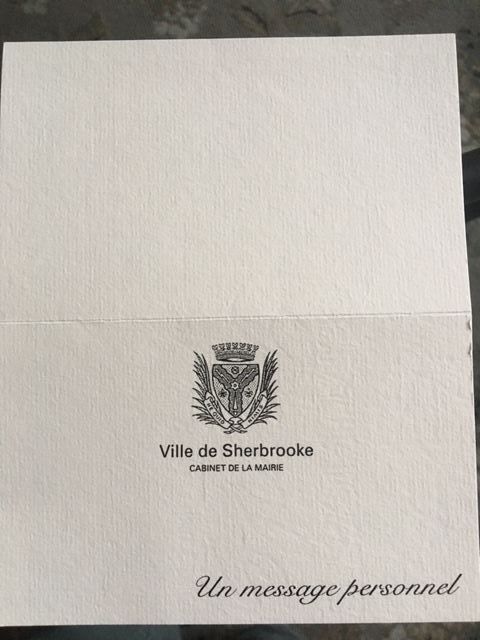 Ville de Sherbrooke
CABINET DE LA MAIRIE
Un message personnel